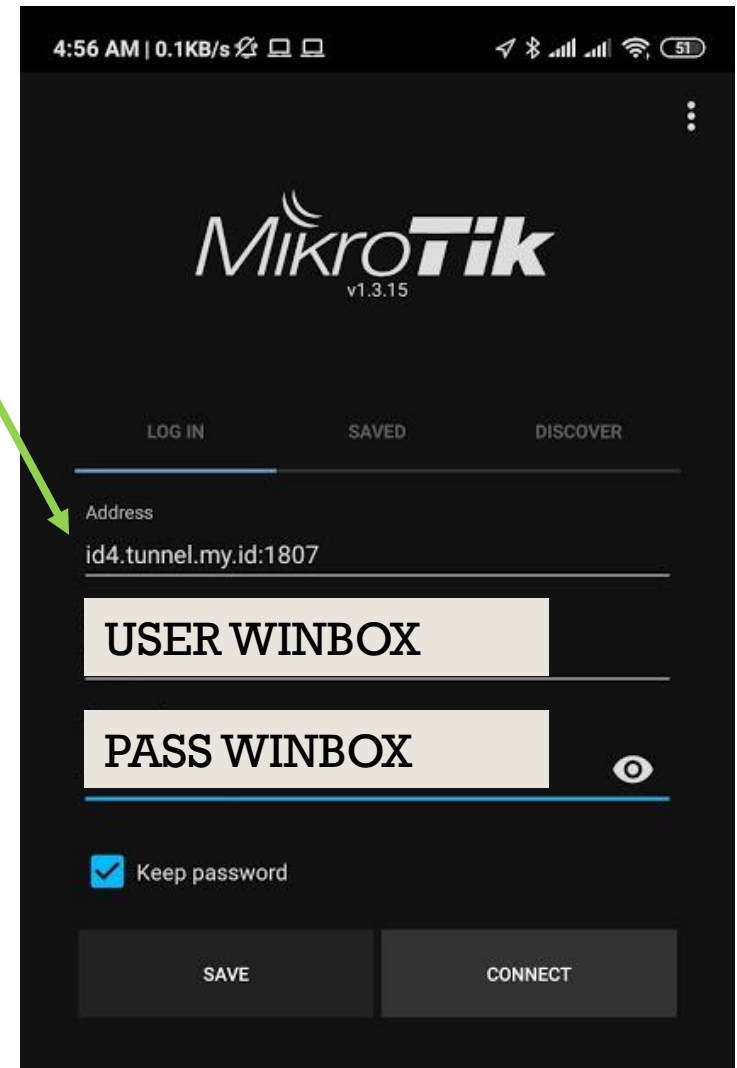 4:56 AM | 0.1KB/s 51
MikroTik
v1.3.15
LOG IN SAVED DISCOVER
Address
id4.tunnel.my.id:1807
USER WINBOX
PASS WINBOX
Keep password
SAVE CONNECT